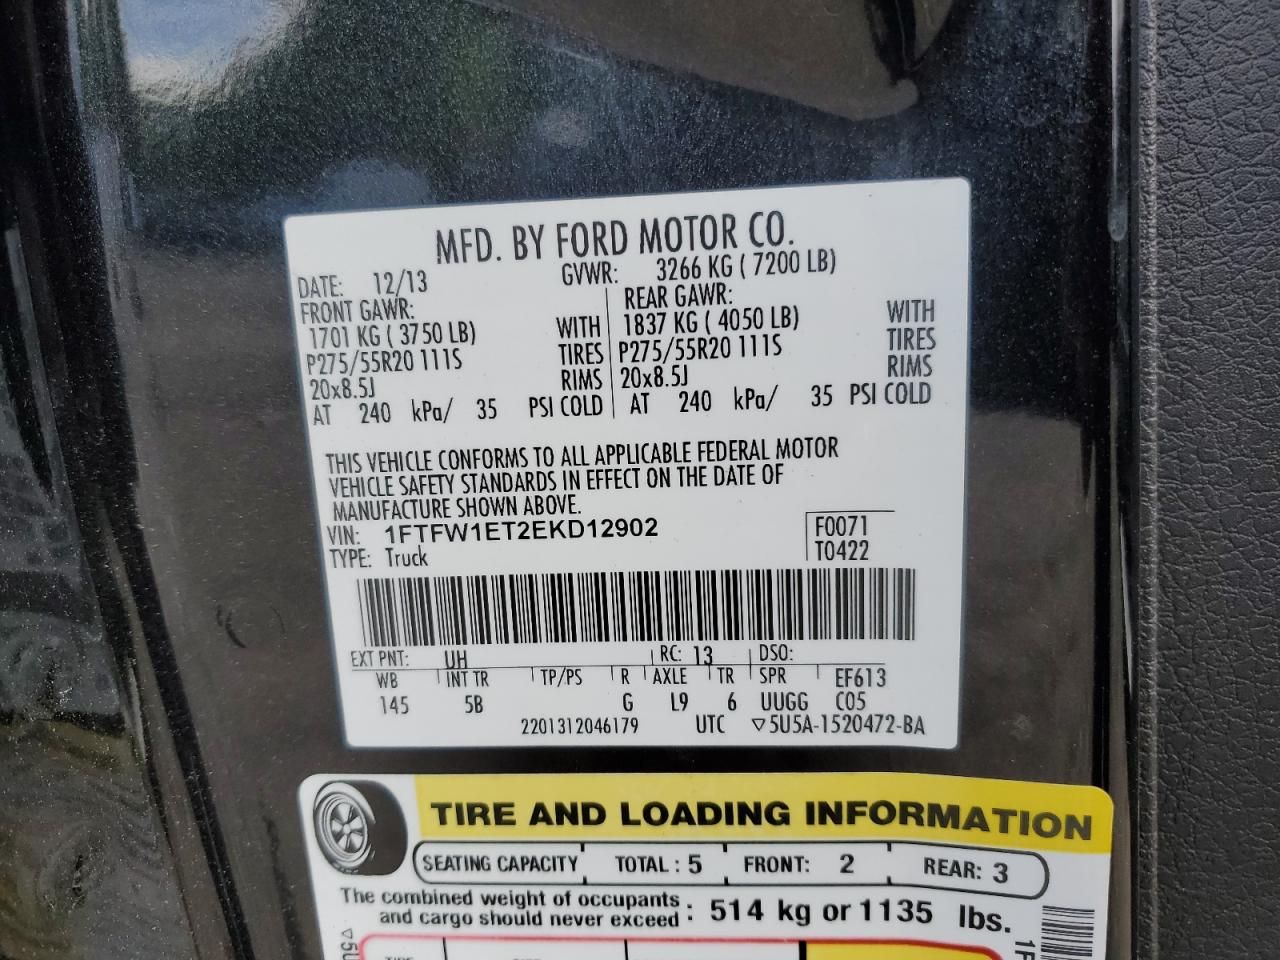 MFD. BY FORD MOTOR CO.
DATE: 12/13 GVWR: 3266 KG ( 7200 LB)
FRONT GAWR: REAR GAWR:
1701 KG ( 3750 LB) WITH 1837 KG ( 4050 LB) WITH
P275/55R20 111S TIRES P275/55R20 111S TIRES
20x8.5J RIMS 20x8.5J RIMS
AT 240 kPa/ 35 PSI COLD AT 240 kPa/ 35 PSI COLD
THIS VEHICLE CONFORMS TO ALL APPLICABLE FEDERAL MOTOR
VEHICLE SAFETY STANDARDS IN EFFECT ON THE DATE OF
MANUFACTURE SHOWN ABOVE.
VIN: 1FTFW1ET2EKD12902 F0071
TYPE: Truck T0422
EXT PNT: UH RC: 13 DSO:
WB INT TR TP/PS R AXLE TR SPR EF613
145 5B G L9 6 UUGG C05
2201312046179 UTC ▽5U5A-1520472-BA
TIRE AND LOADING INFORMATION
SEATING CAPACITY TOTAL : 5 FRONT: 2 REAR: 3
The combined weight of occupants
and cargo should never exceed : 514 kg or 1135 lbs.